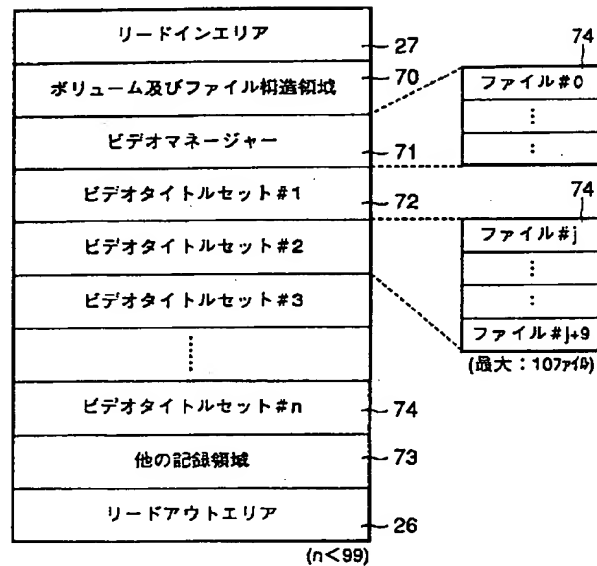 リードインエリア
27
ボリューム及びファイル構造領域
70
ビデオマネージャー
71
ビデオタイトルセット#1
72
ビデオタイトルセット#2
ビデオタイトルセット#3
ビデオタイトルセット#n
74
他の記録領域
73
リードアウトエリア
26
(n<99)
74
ファイル#0
74
ファイル#j
ファイル#j+9
(最大:10ファイル)